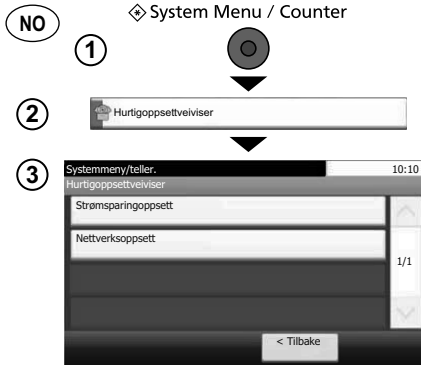 NO
System Menu / Counter
1
2
Hurtigoppsettveiviser
3
Systemmeny/teller.
10:10
Hurtigoppsettveiviser
Strømsparingoppsett
Nettverksoppsett
1/1
< Tilbake